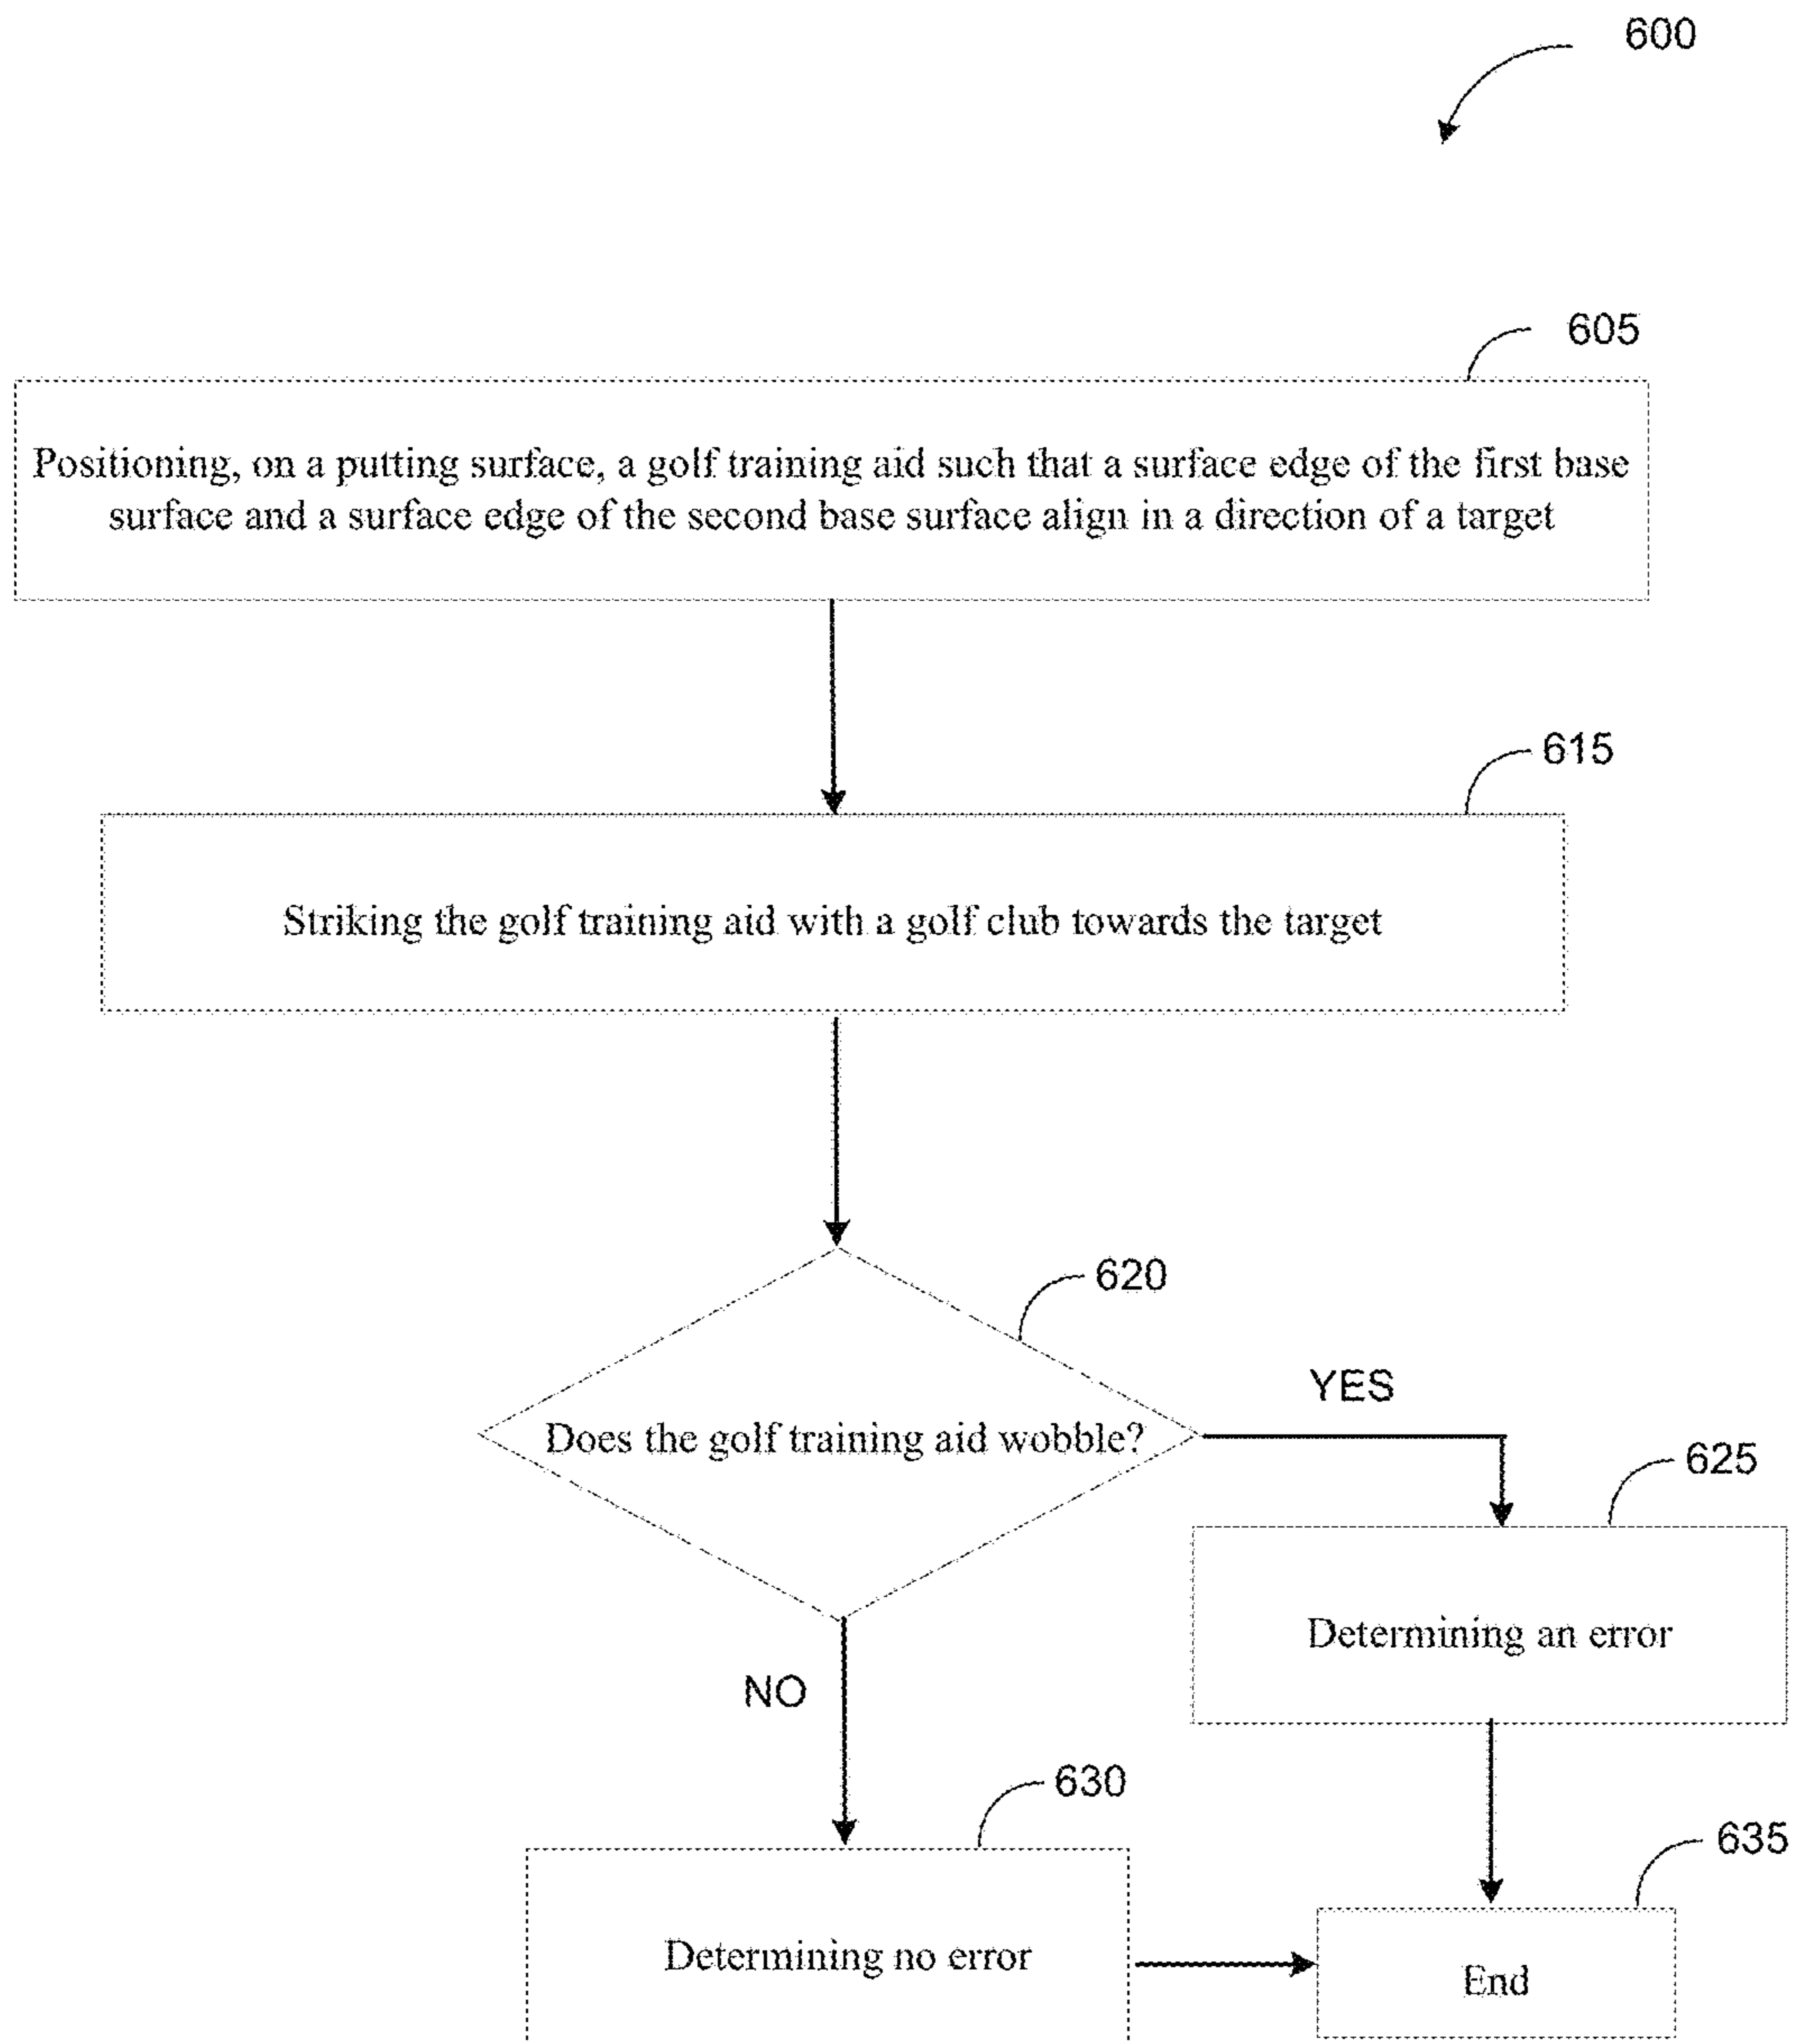 600
605
Positioning, on a putting surface, a golf training aid such that a surface edge of the first base
surface and a surface edge of the second base surface align in a direction of a target
615
Striking the golf training aid with a golf club towards the target
620
Does the golf training aid wobble?
YES
625
Determining an error
NO
630
Determining no error
635
End